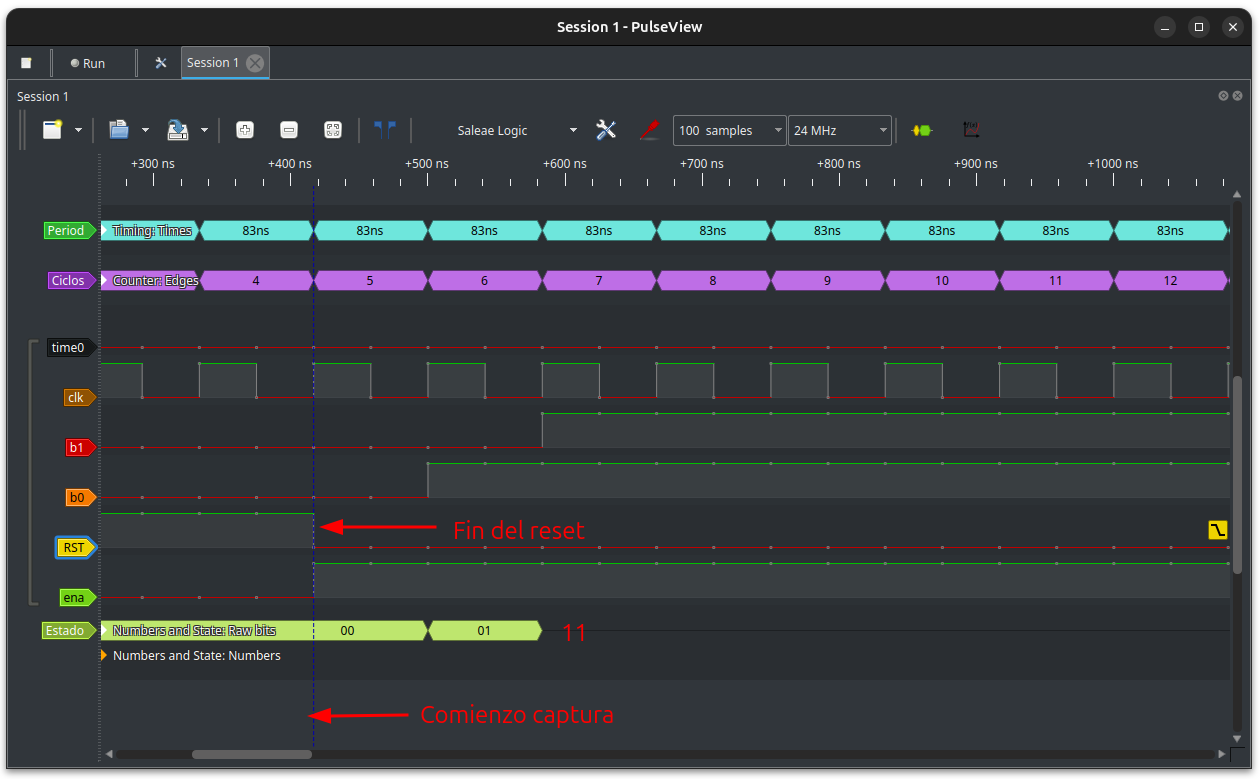 Session 1 - PulseView
Run
Session 1
Session 1
Saleae Logic
100 samples
24 MHz
+300 ns +400 ns +500 ns +600 ns +700 ns +800 ns +900 ns +1000 ns
Period Timing: Times 83ns 83ns 83ns 83ns 83ns 83ns 83ns 83ns 83ns
Ciclos Counter: Edges 4 5 6 7 8 9 10 11 12
time0
clk
b1
b0
RST
Fin del reset
ena
Estado Numbers and State: Raw bits 00 01 11
Numbers and State: Numbers
Comienzo captura